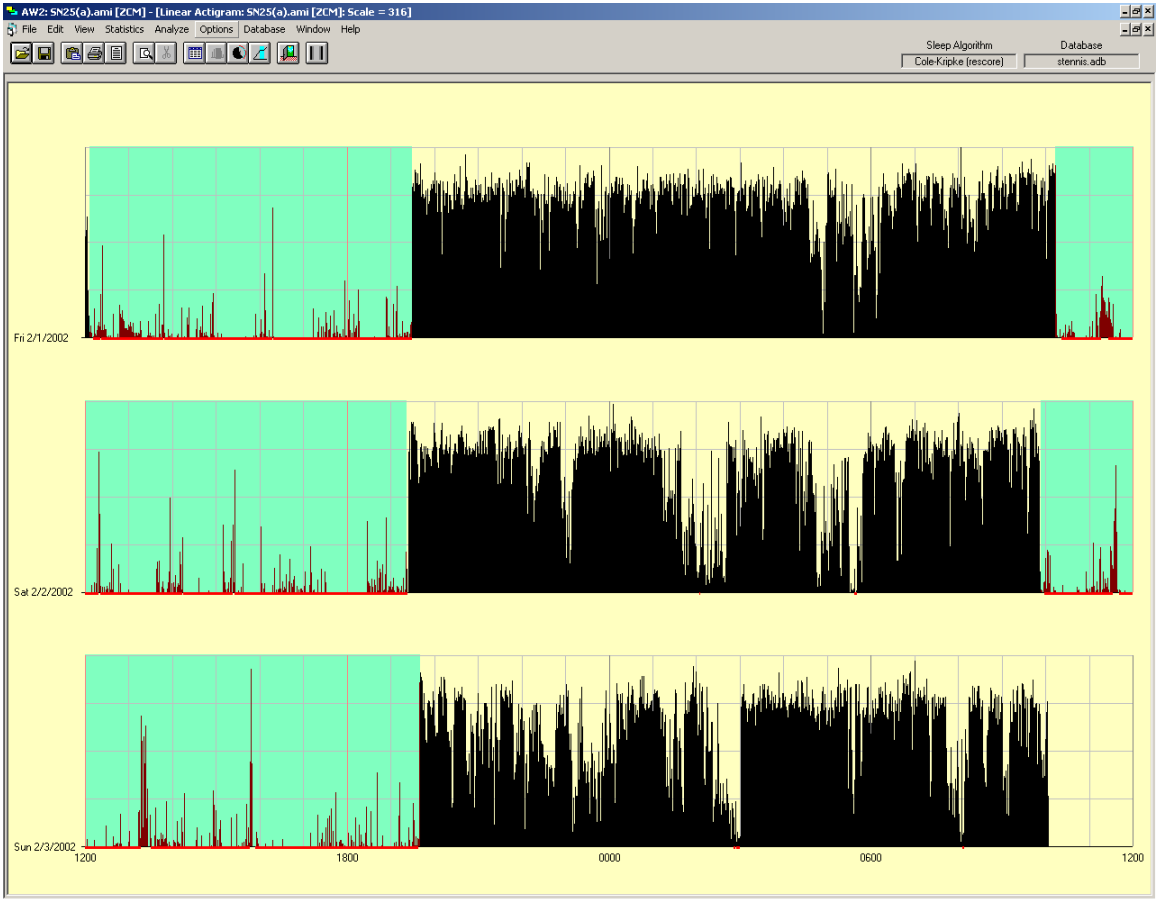 AW2: SN25(a).ami [ZCM] - [Linear Actigram: SN25(a).ami [ZCM]: Scale = 316]
File Edit View Statistics Analyze Options Database Window Help
Sleep Algorithm Database
Cole-Kripke (rescore) stennis.adb
Fri 2/1/2002
Sat 2/2/2002
Sun 2/3/2002
1200 1800 0000 0600 1200